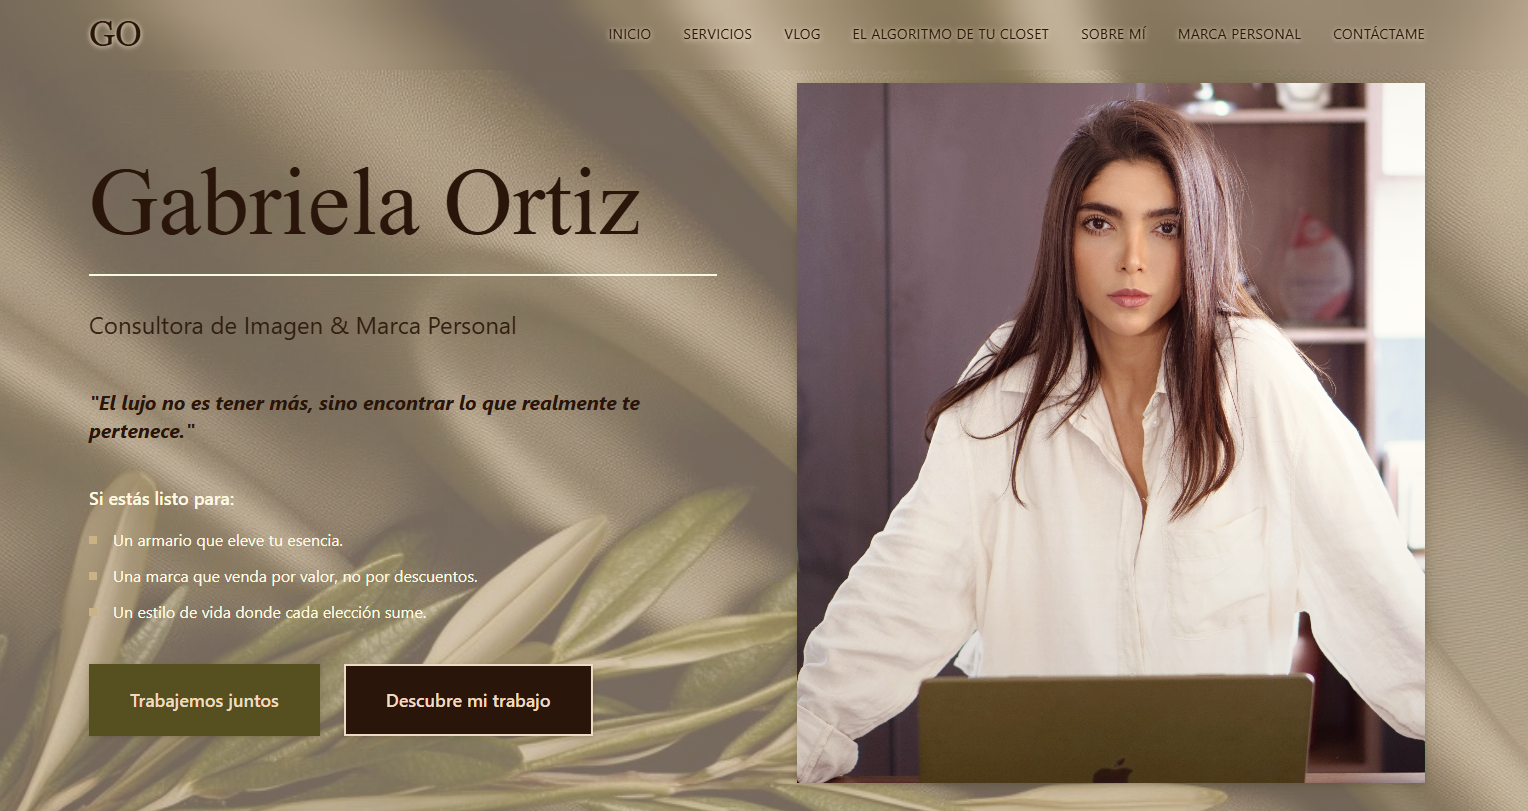 GO
INICIO SERVICIOS VLOG EL ALGORITMO DE TU CLOSET SOBRE MÍ MARCA PERSONAL CONTÁCTAME
Gabriela Ortiz
Consultora de Imagen & Marca Personal
"El lujo no es tener más, sino encontrar lo que realmente te
pertenece."
Si estás listo para:
Un armario que eleve tu esencia.
Una marca que venda por valor, no por descuentos.
Un estilo de vida donde cada elección sume.
Trabajemos juntos Descubre mi trabajo